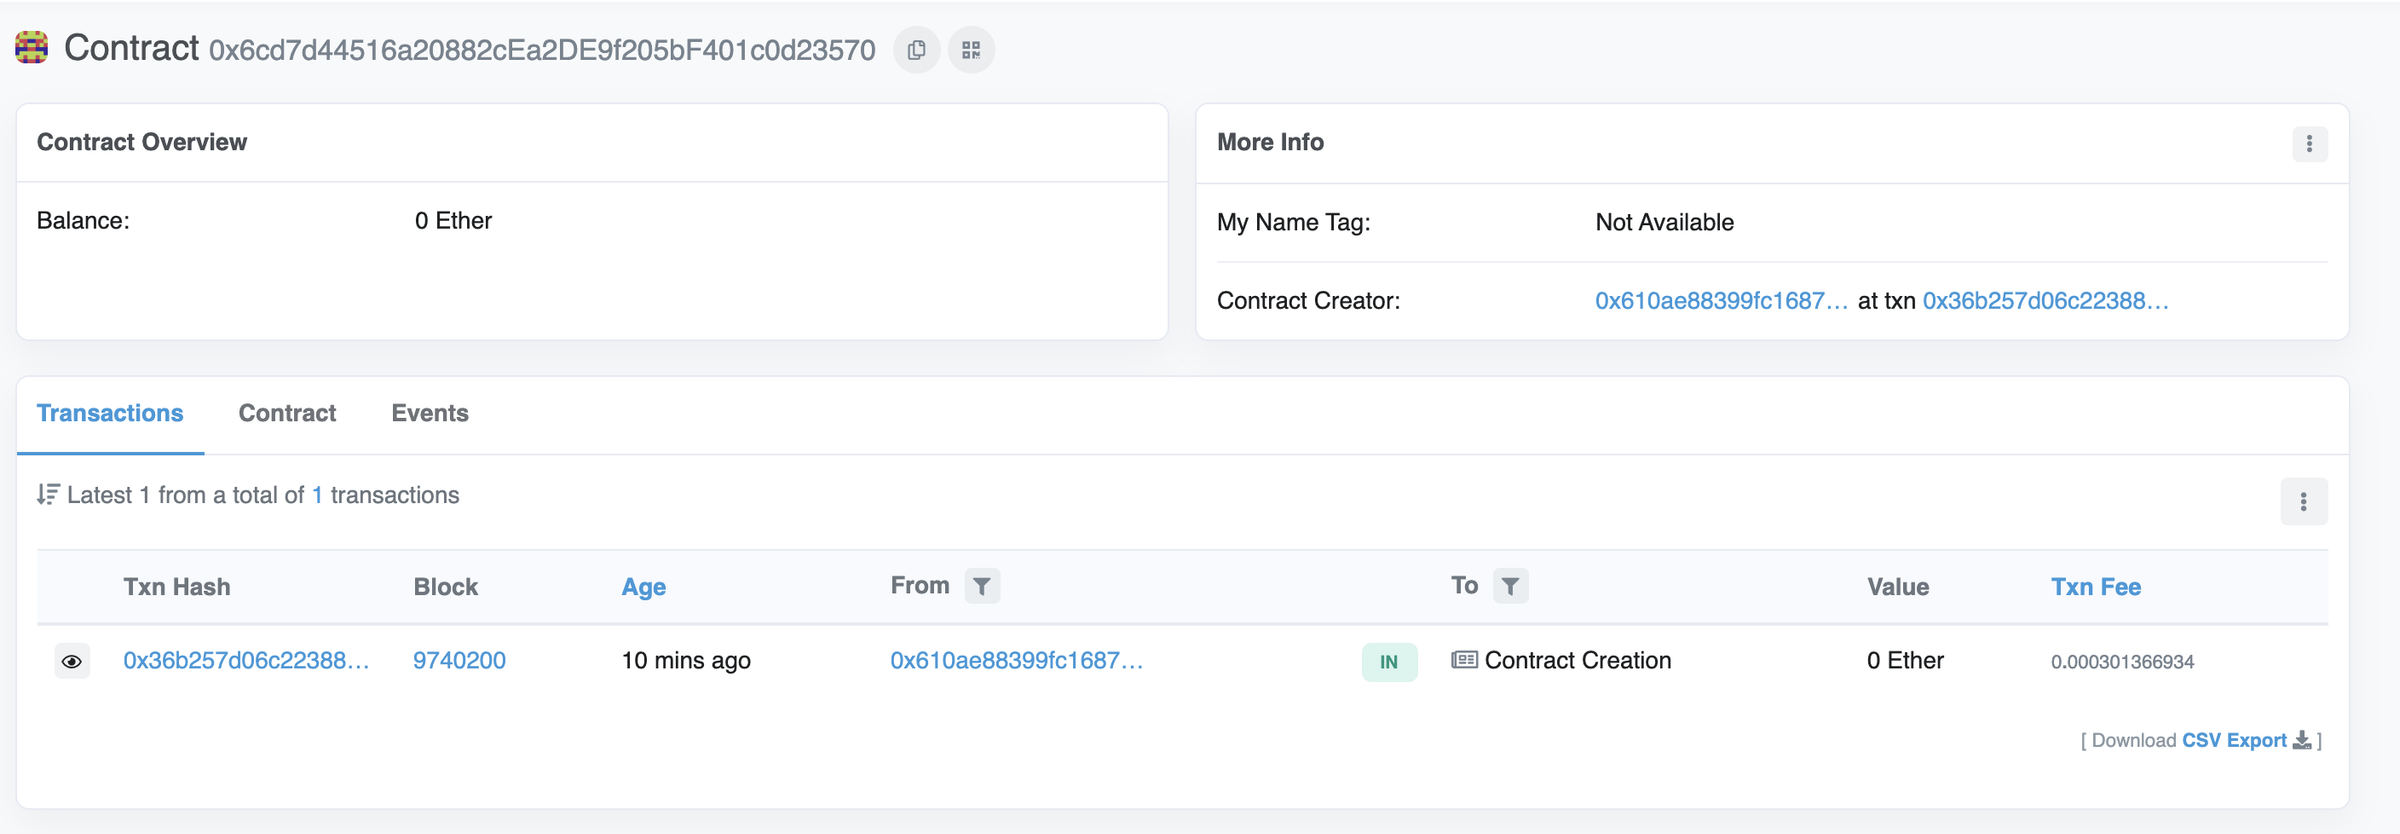 Contract 0x6cd7d44516a20882cEa2DE9f205bF401c0d23570
Contract Overview
Balance: 0 Ether
More Info
My Name Tag: Not Available
Contract Creator: 0x610ae88399fc1687... at txn 0x36b257d06c22388...
Transactions Contract Events
Latest 1 from a total of 1 transactions
Txn Hash Block Age From To Value Txn Fee
0x36b257d06c22388... 9740200 10 mins ago 0x610ae88399fc1687... IN Contract Creation 0 Ether 0.000301366934
[ Download CSV Export ]